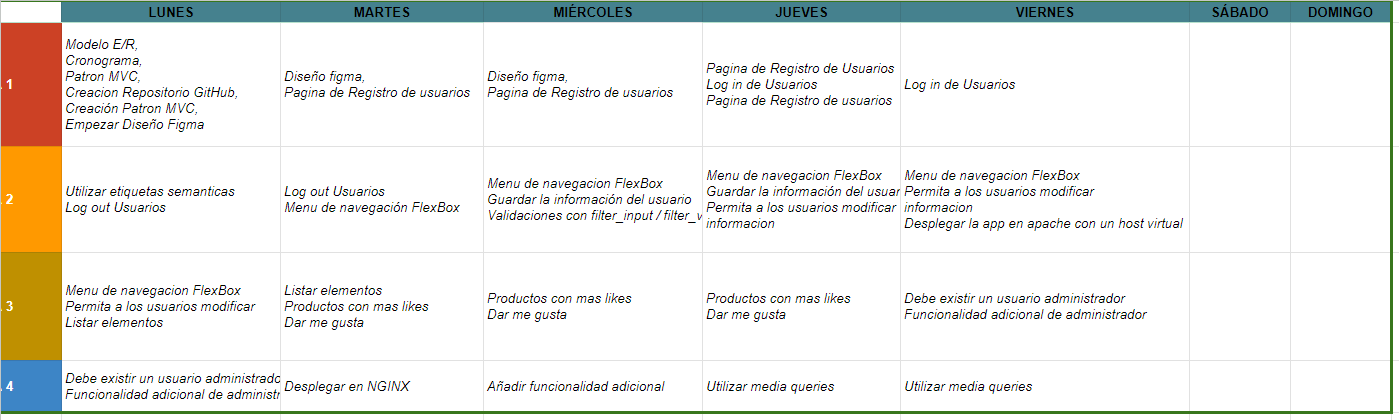 LUNES MARTES MIÉRCOLES JUEVES VIERNES SÁBADO DOMINGO
. 1
Modelo E/R,
Cronograma,
Patron MVC,
Creacion Repositorio GitHub,
Creación Patron MVC,
Empezar Diseño Figma
Diseño figma,
Pagina de Registro de usuarios
Diseño figma,
Pagina de Registro de usuarios
Pagina de Registro de Usuarios
Log in de Usuarios
Pagina de Registro de usuarios
Log in de Usuarios
. 2
Utilizar etiquetas semanticas
Log out Usuarios
Log out Usuarios
Menu de navegación FlexBox
Menu de navegacion FlexBox
Guardar la información del usuario
Validaciones con filter_input / filter_v
Menu de navegacion FlexBox
Guardar la información del usuar
Permita a los usuarios modificar
informacion
Menu de navegacion FlexBox
Permita a los usuarios modificar
informacion
Desplegar la app en apache con un host virtual
. 3
Menu de navegacion FlexBox
Permita a los usuarios modificar
Listar elementos
Listar elementos
Productos con mas likes
Dar me gusta
Productos con mas likes
Dar me gusta
Productos con mas likes
Dar me gusta
Debe existir un usuario administrador
Funcionalidad adicional de administrador
. 4
Debe existir un usuario administrado
Funcionalidad adicional de administr
Desplegar en NGINX
Añadir funcionalidad adicional
Utilizar media queries
Utilizar media queries